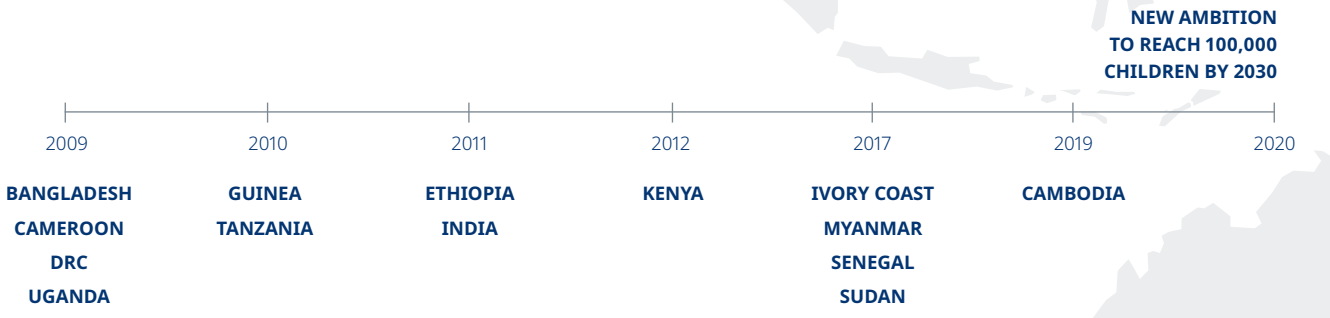 NEW AMBITION
TO REACH 100,000
CHILDREN BY 2030
2009
2010
2011
2012
2017
2019
2020
BANGLADESH
CAMEROON
DRC
UGANDA
GUINEA
TANZANIA
ETHIOPIA
INDIA
KENYA
IVORY COAST
MYANMAR
SENEGAL
SUDAN
CAMBODIA